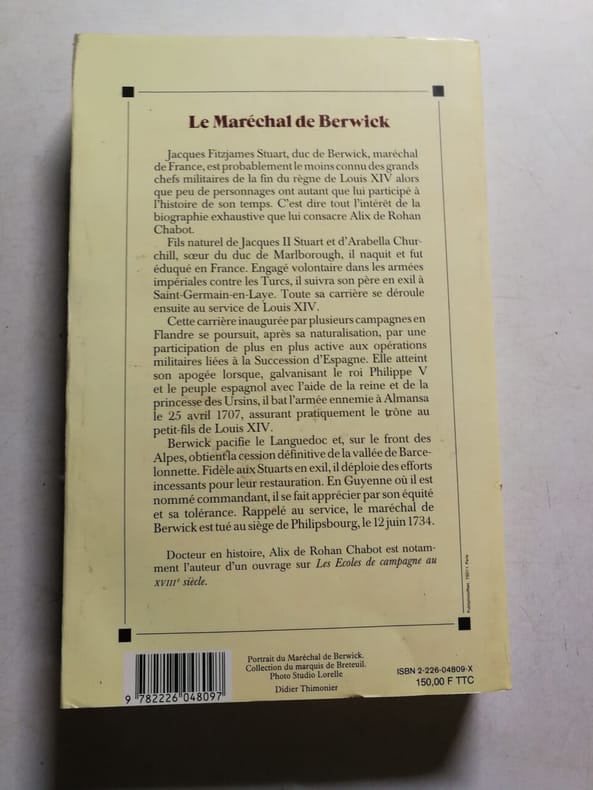 Le Maréchal de Berwick
Jacques Fitzjames Stuart, duc de Berwick, maréchal
de France, est probablement le moins connu des grands
chefs militaires de la fin du règne de Louis XIV alors
que peu de personnages ont autant que lui participé à
l'histoire de son temps. C'est dire tout l'intérêt de la
biographie exhaustive que lui consacre Alix de Rohan
Chabot.
Fils naturel de Jacques II Stuart et d'Arabella Chur-
chill, sœur du duc de Marlborough, il naquit et fut
éduqué en France. Engagé volontaire dans les armées
impériales contre les Turcs, il suivra son père en exil à
Saint-Germain-en-Laye. Toute sa carrière se déroule
ensuite au service de Louis XIV.
Cette carrière inaugurée par plusieurs campagnes en
Flandre se poursuit, après sa naturalisation, par une
participation de plus en plus active aux opérations
militaires liées à la Succession d'Espagne. Elle atteint
son apogée lorsque, galvanisant le roi Philippe V
et le peuple espagnol avec l'aide de la reine et de la
princesse des Ursins, il bat l'armée ennemie à Almansa
le 25 avril 1707, assurant pratiquement le trône au
petit-fils de Louis XIV.
Berwick pacifie le Languedoc et, sur le front des
Alpes, obtient la cession définitive de la vallée de Barce-
lonnette. Fidèle aux Stuarts en exil, il déploie des efforts
incessants pour leur restauration. En Guyenne où il est
nommé commandant, il se fait apprécier par son équité
et sa tolérance. Rappelé au service, le maréchal de
Berwick est tué au siège de Philipsbourg, le 12 juin 1734.
Docteur en histoire, Alix de Rohan Chabot est notam-
ment l'auteur d'un ouvrage sur Les Ecoles de campagne au
XVIIIe siècle.
Portrait du Maréchal de Berwick.
Collection du marquis de Breteuil.
Photo Studio Lorelle
Didier Thimonier
ISBN 2-226-04809-X
150,00 F TTC
9 782226 048097